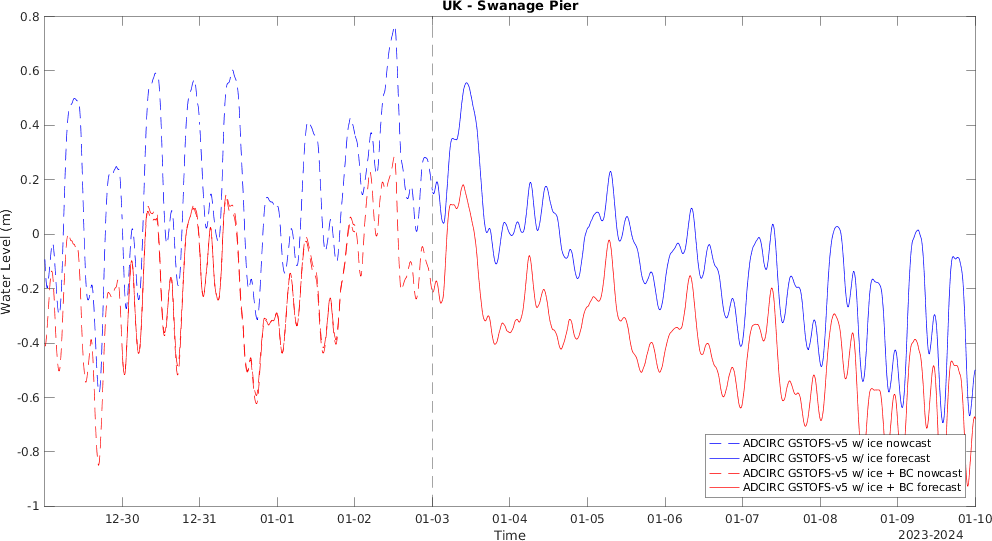 UK - Swanage Pier
0.8
0.6
0.4
0.2
0
-0.2
-0.4
-0.6
-0.8
-1
Water Level (m)
ADCIRC GSTOFS-v5 w/ ice nowcast
ADCIRC GSTOFS-v5 w/ ice forecast
ADCIRC GSTOFS-v5 w/ ice + BC nowcast
ADCIRC GSTOFS-v5 w/ ice + BC forecast
12-30 12-31 01-01 01-02 01-03 01-04 01-05 01-06 01-07 01-08 01-09 01-10
Time
2023-2024